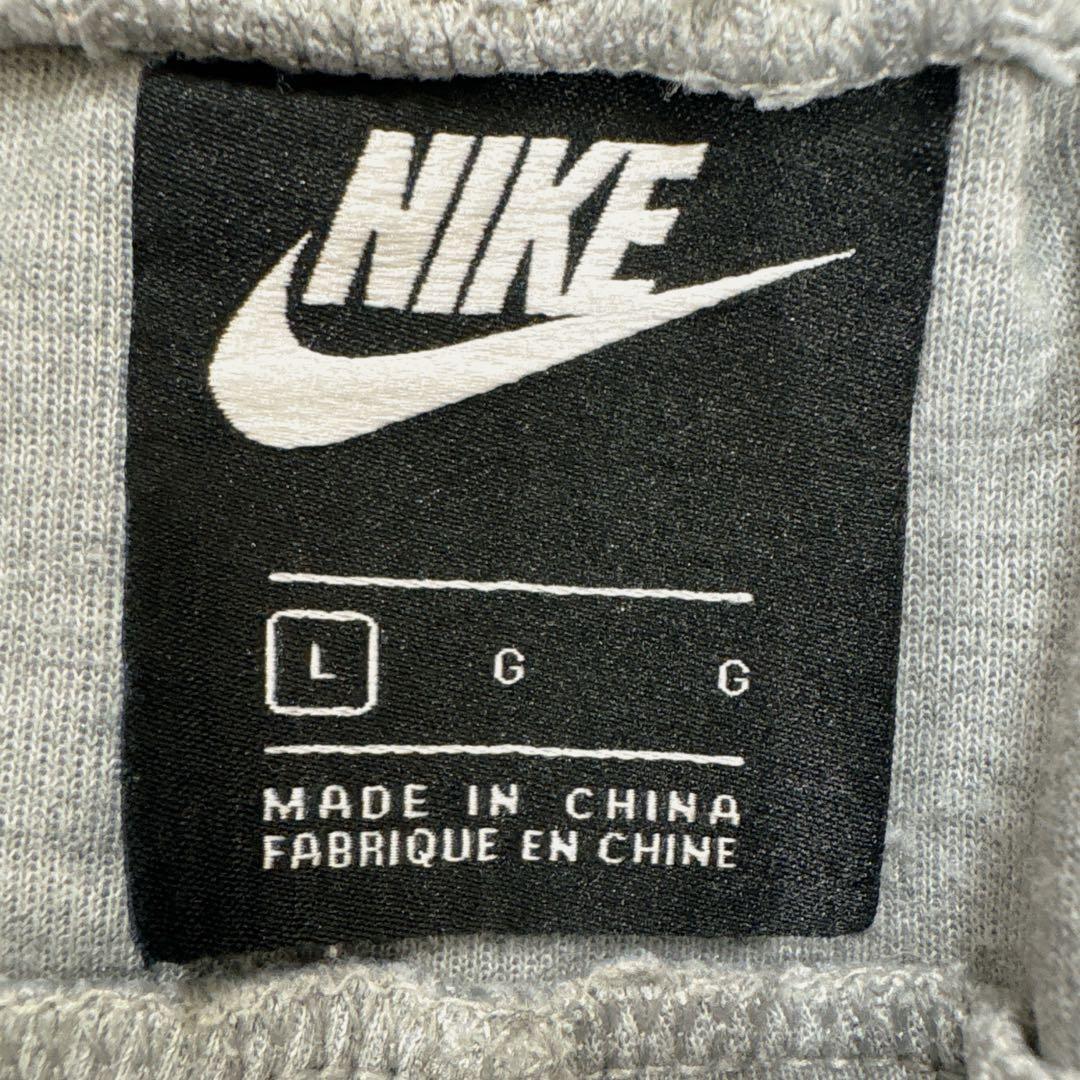 NIKE
L G G
MADE IN CHINA
FABRIQUE EN CHINE